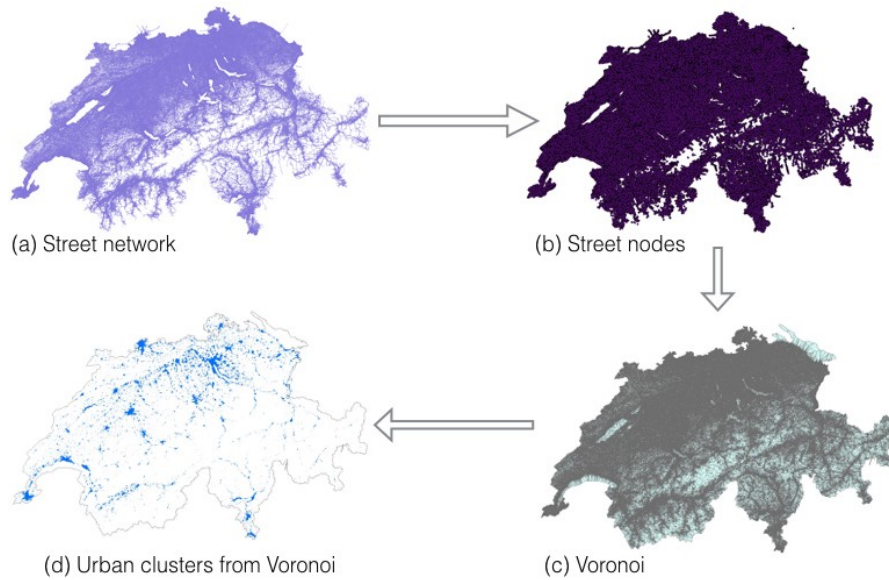 (a) Street network
(b) Street nodes
(d) Urban clusters from Voronoi
(c) Voronoi